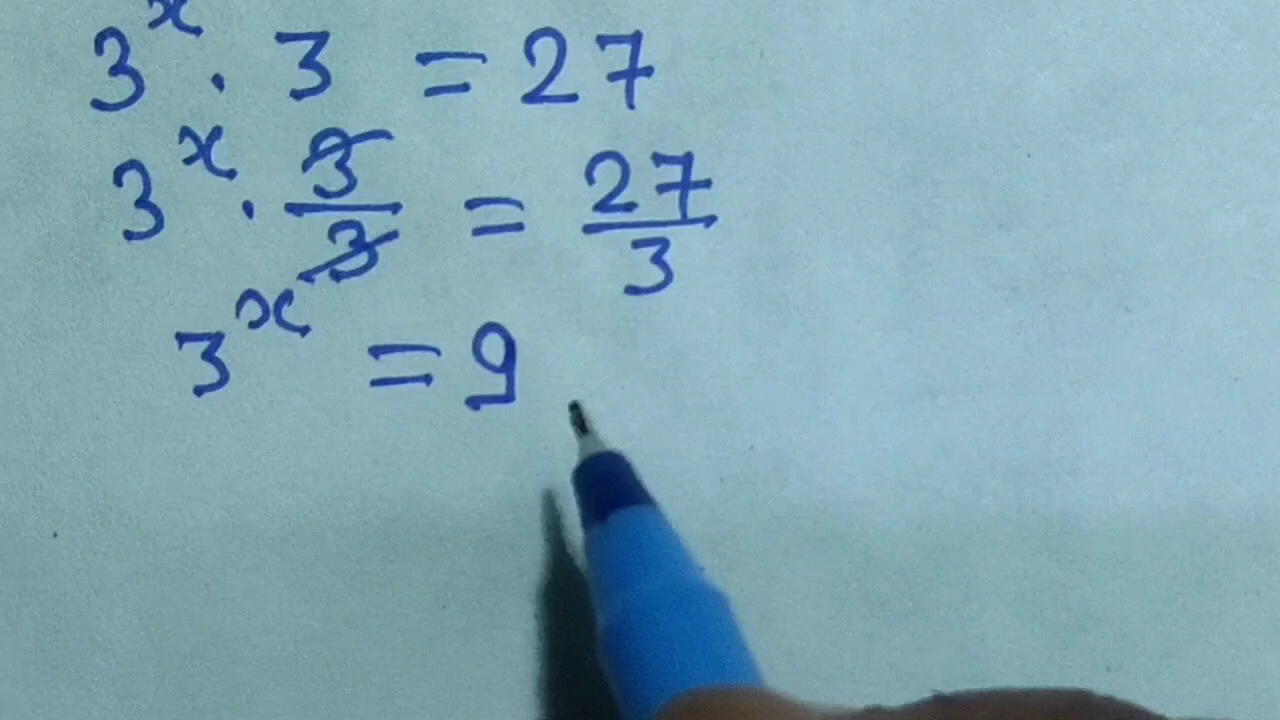 3^x · 3 = 27
3^x · 3/3 = 27/3
3^x = 9